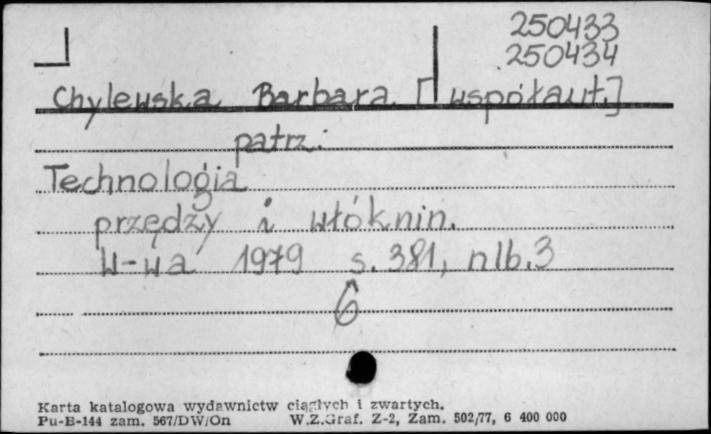 250433
250434
Chylewska Barbara [współaut.]
patrz:
Technologia
przędzy i włóknin.
W-wa 1979 s. 381, nlb. 3
6
Karta katalogowa wydawnictw ciągłych i zwartych.
Pu-B-144 zam. 567/DW/On W.Z.Graf. Z-2, Zam. 502/77, 6 400 000